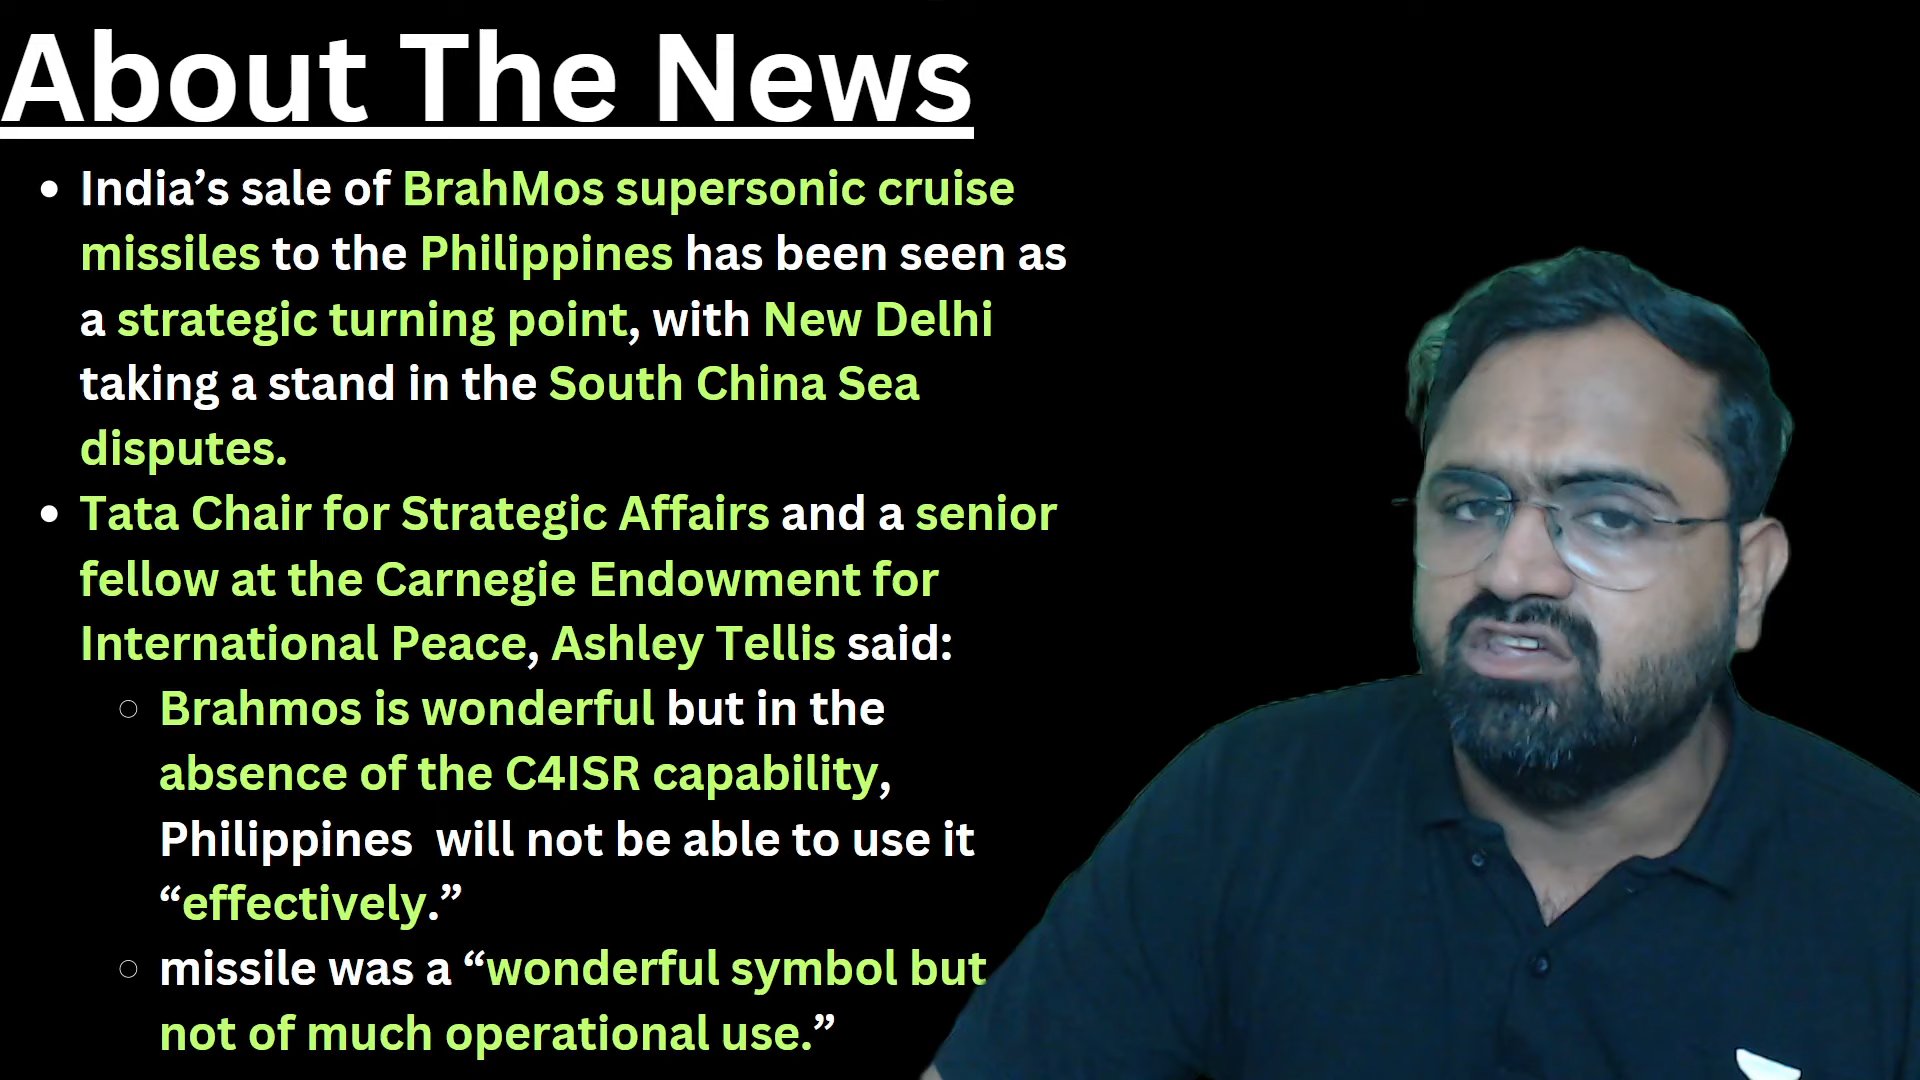 About The News
• India’s sale of BrahMos supersonic cruise
missiles to the Philippines has been seen as
a strategic turning point, with New Delhi
taking a stand in the South China Sea
disputes.
• Tata Chair for Strategic Affairs and a senior
fellow at the Carnegie Endowment for
International Peace, Ashley Tellis said:
○ Brahmos is wonderful but in the
absence of the C4ISR capability,
Philippines  will not be able to use it
“effectively.”
○ missile was a “wonderful symbol but
not of much operational use.”